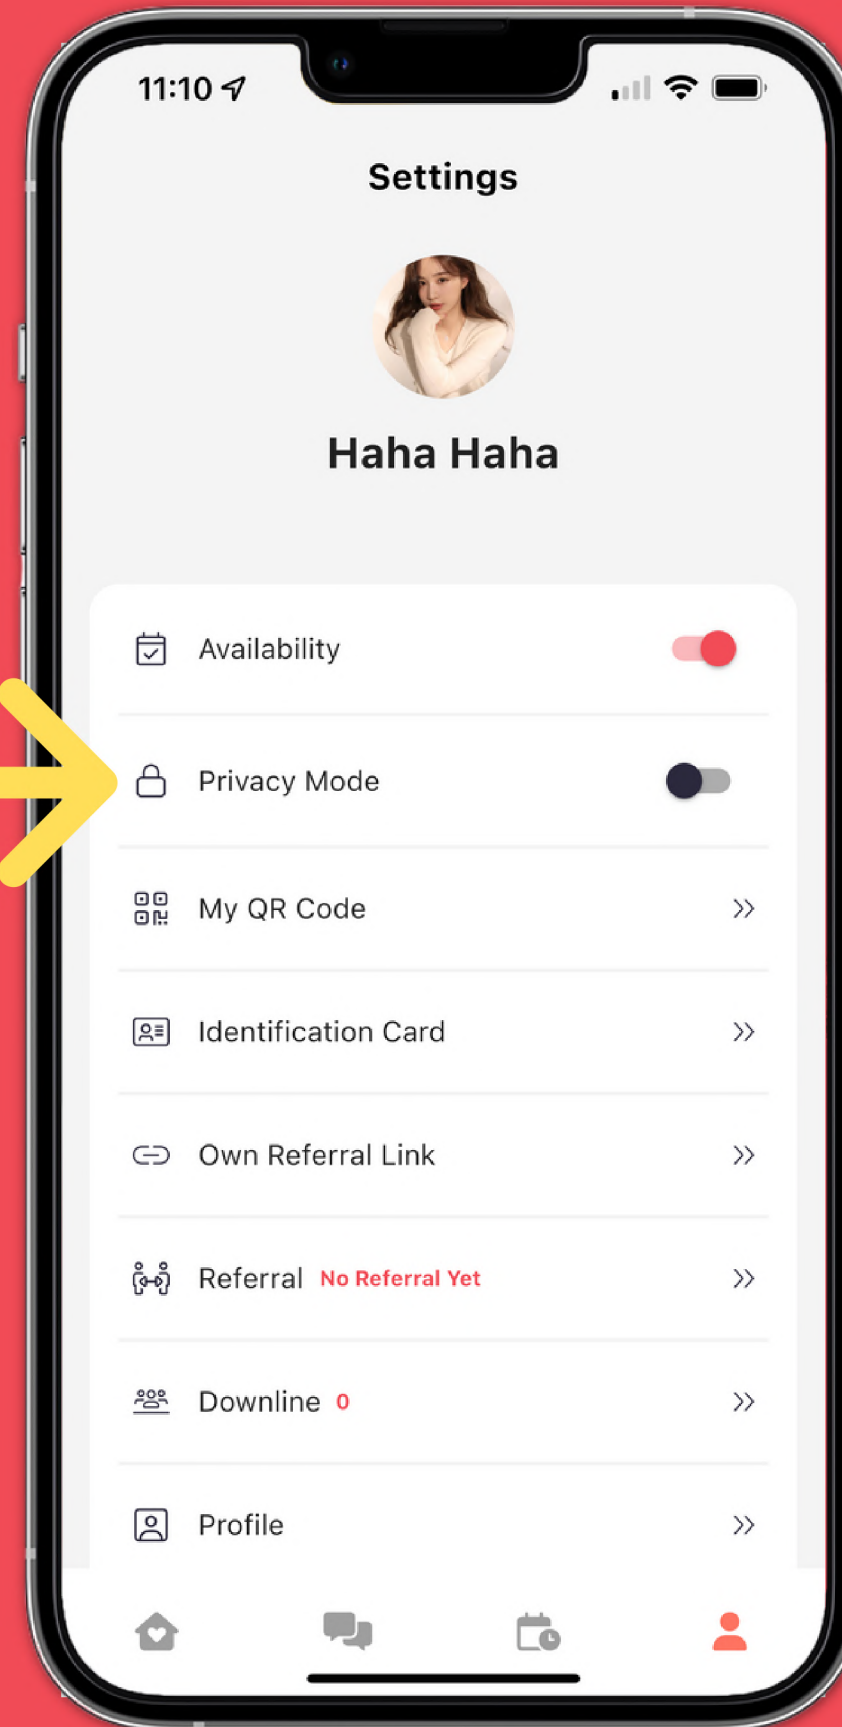 11:10
Settings
Haha Haha
Availability
Privacy Mode
My QR Code
Identification Card
Own Referral Link
Referral No Referral Yet
Downline 0
Profile